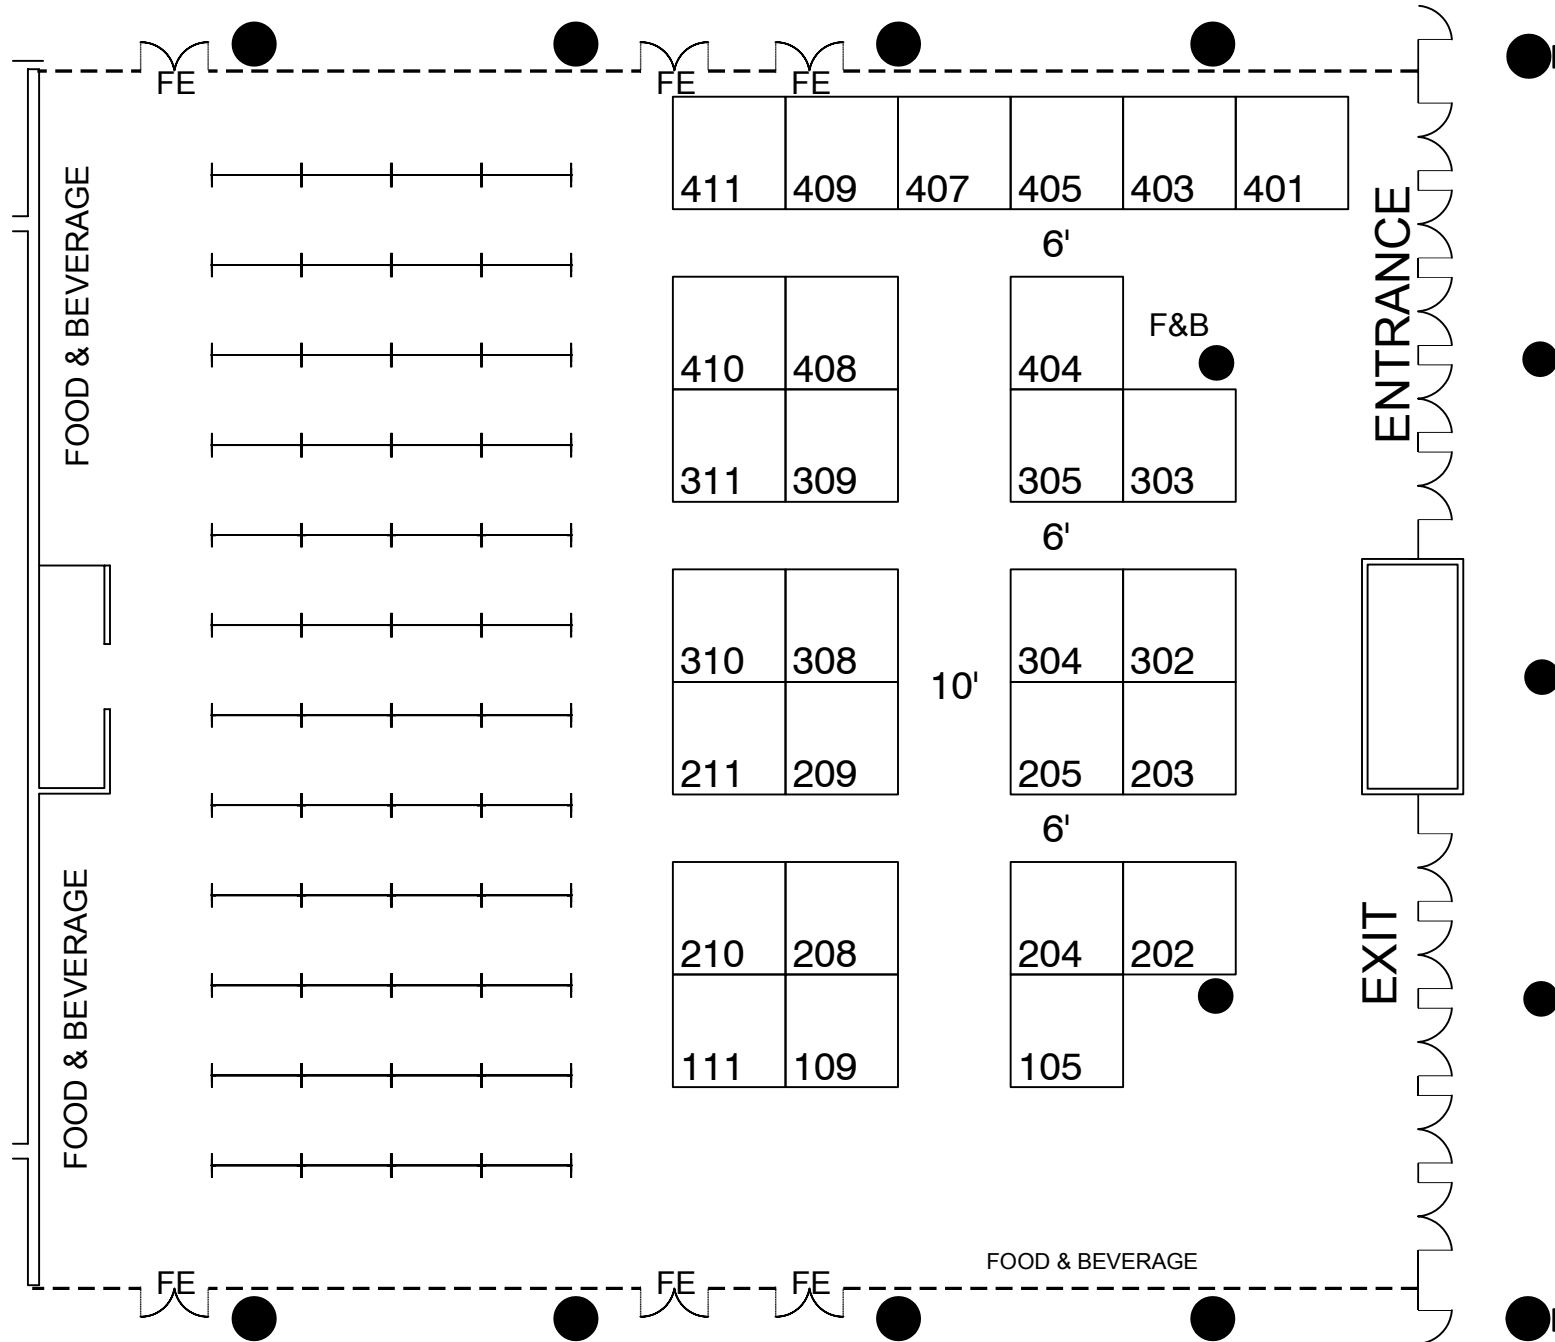 FE
FE
FE
411 409 407 405 403 401
6'
FOOD & BEVERAGE
ENTRANCE
F&B
410 408 404
311 309 305 303
6'
310 308 304 302
10'
211 209 205 203
6'
FOOD & BEVERAGE
EXIT
210 208 204 202
111 109 105
FOOD & BEVERAGE
FE
FE
FE